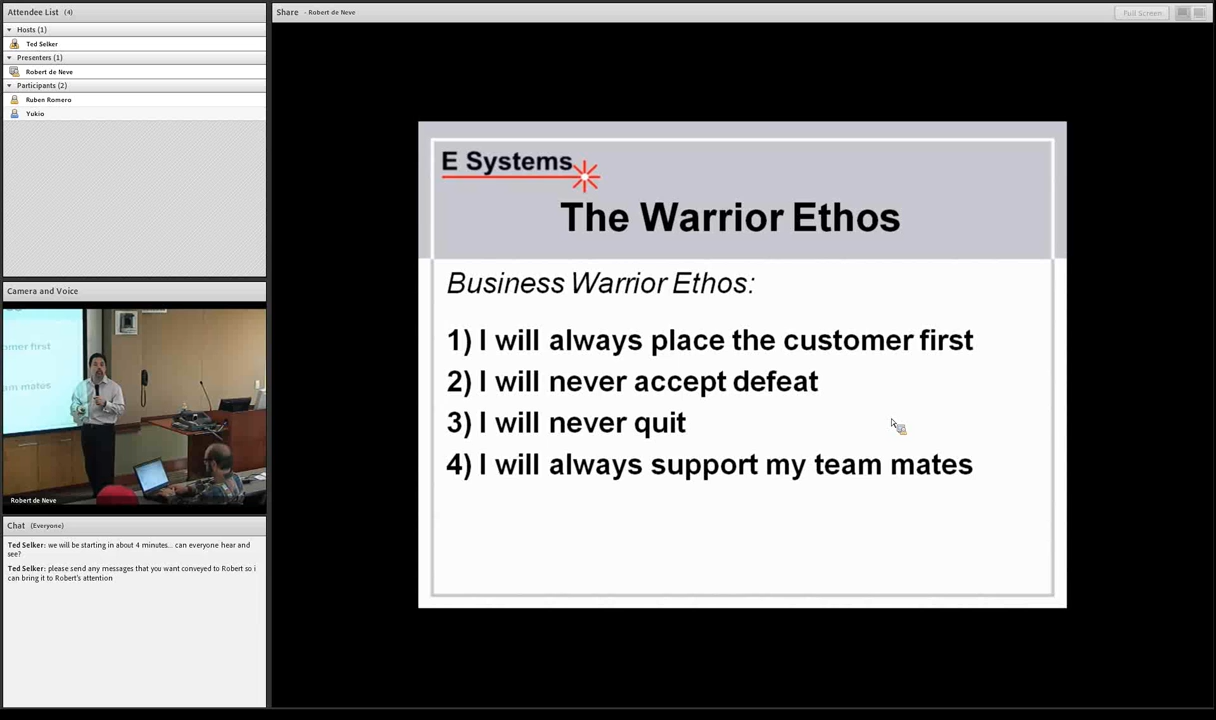 Attendee List (4)
Hosts (1)
Ted Selker
Presenters (1)
Robert de Neve
Participants (2)
Ruben Romero
Yukio
Camera and Voice
omer first
am mates
Robert de Neve
Chat (Everyone)
Ted Selker: we will be starting in about 4 minutes... can everyone hear and
see?
Ted Selker: please send any messages that you want conveyed to Robert so i
can bring it to Robert's attention
Share - Robert de Neve
Full Screen
E Systems
The Warrior Ethos
Business Warrior Ethos:
1) I will always place the customer first
2) I will never accept defeat
3) I will never quit
4) I will always support my team mates